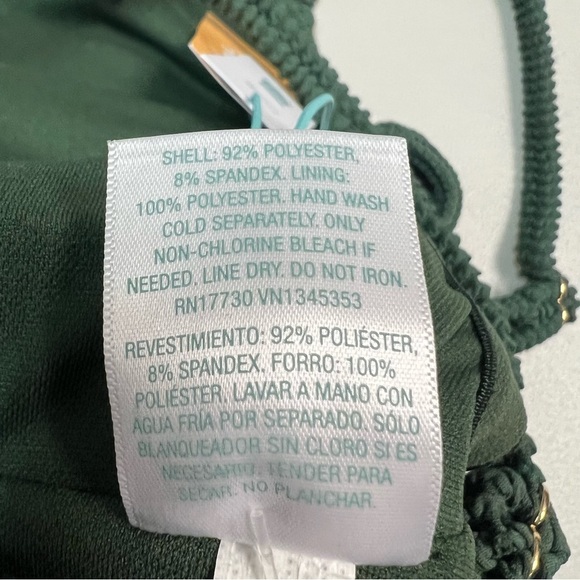 SHELL: 92% POLYESTER,
8% SPANDEX. LINING:
100% POLYESTER. HAND WASH
COLD SEPARATELY. ONLY
NON-CHLORINE BLEACH IF
NEEDED. LINE DRY. DO NOT IRON.
RN17730 VN1345353
REVESTIMIENTO: 92% POLIÉSTER,
8% SPANDEX. FORRO: 100%
POLIÉSTER. LAVAR A MANO CON
AGUA FRÍA POR SEPARADO. SÓLO
BLANQUEADOR SIN CLORO SI ES
NECESARIO. TENDER PARA
SECAR. NO PLANCHAR.